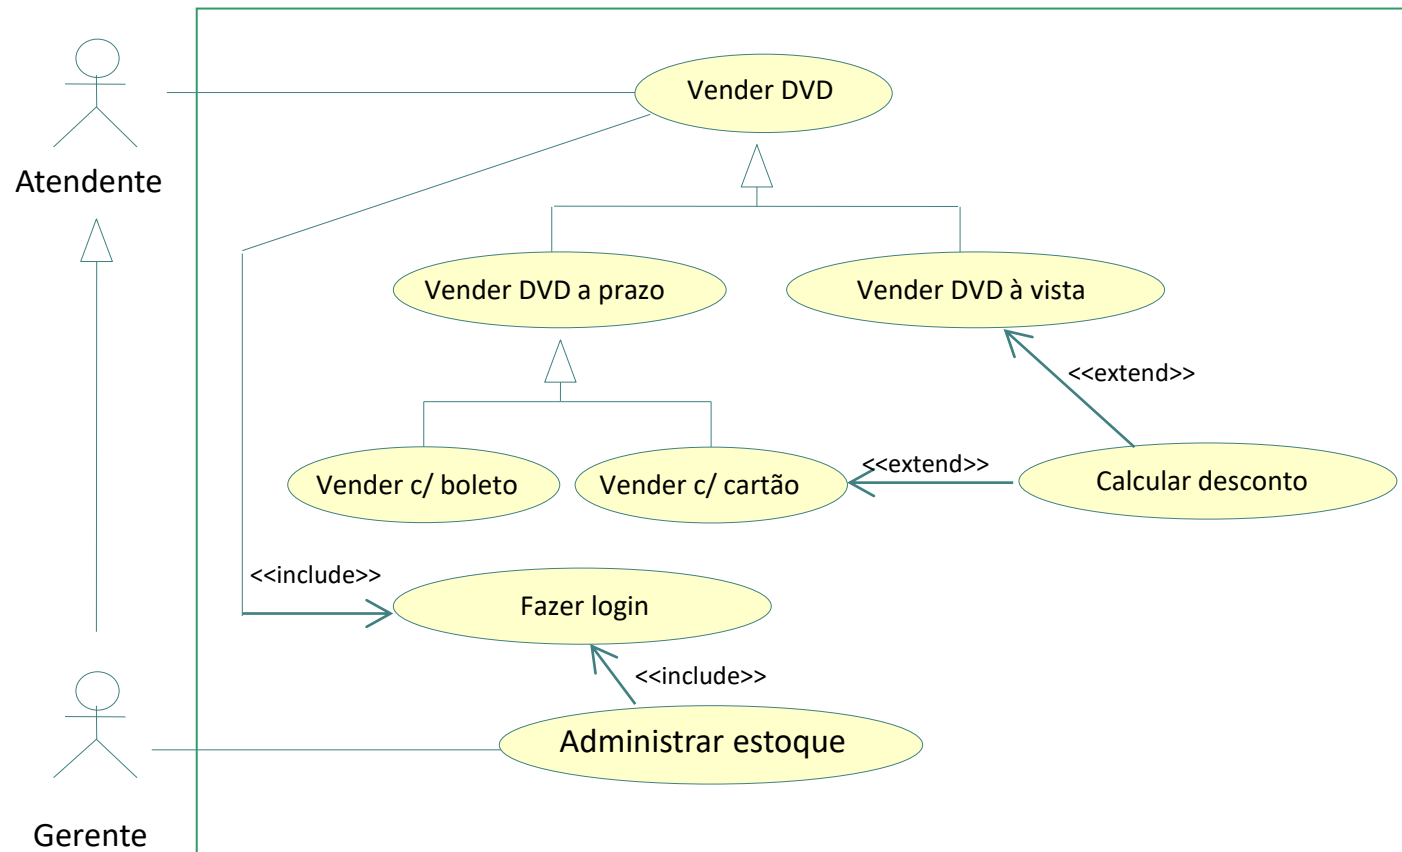 Vender DVD
Atendente
Vender DVD a prazo
Vender DVD à vista
<<extend>>
<<extend>>
Vender c/ boleto
Vender c/ cartão
Calcular desconto
<<include>>
Fazer login
<<include>>
Administrar estoque
Gerente